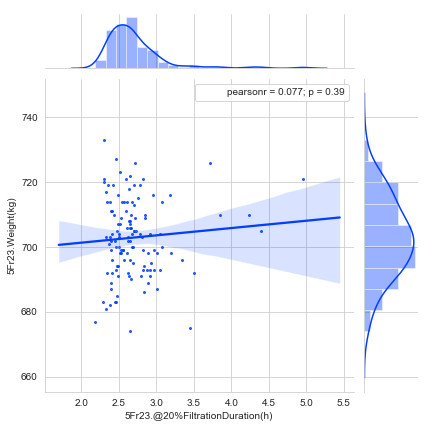 pearsonr = 0.077; p = 0.39
740
720
700
680
660
5Fr23.Weight(kg)
2.0 2.5 3.0 3.5 4.0 4.5 5.0 5.5
5Fr23.@20%FiltrationDuration(h)